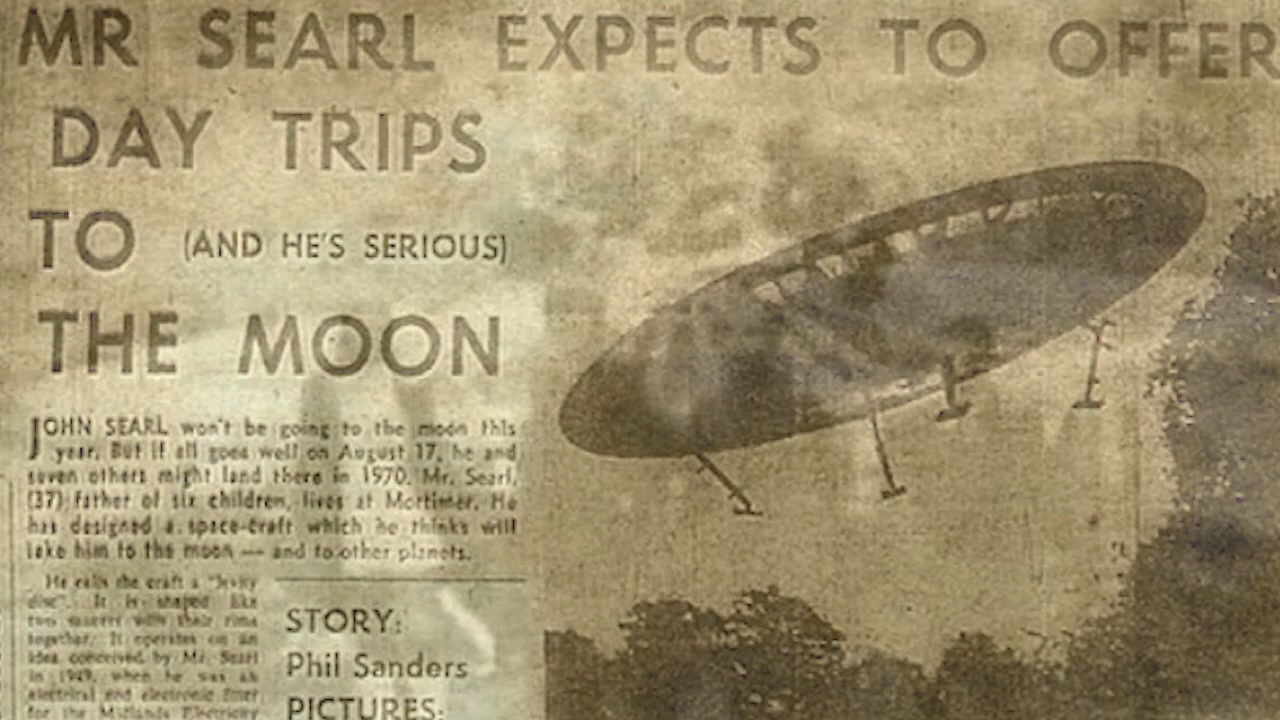 MR SEARL EXPECTS TO OFFER
DAY TRIPS
TO (AND HE'S SERIOUS)
THE MOON
JOHN SEARL won't be going to the moon this
year. But if all goes well on August 17, he and
seven others might land there in 1970. Mr. Searl,
(37) father of six children, lives at Mortimer. He
has designed a space-craft which he thinks will
take him to the moon — and to other planets.
He calls the craft a "levity
disc". It is shaped like
two saucers with their rims
together. It operates on an
idea conceived by Mr. Searl
in 1949, when he was an
electrical and electronic fitter
for the Midlands Electricity
STORY:
Phil Sanders
PICTURES: